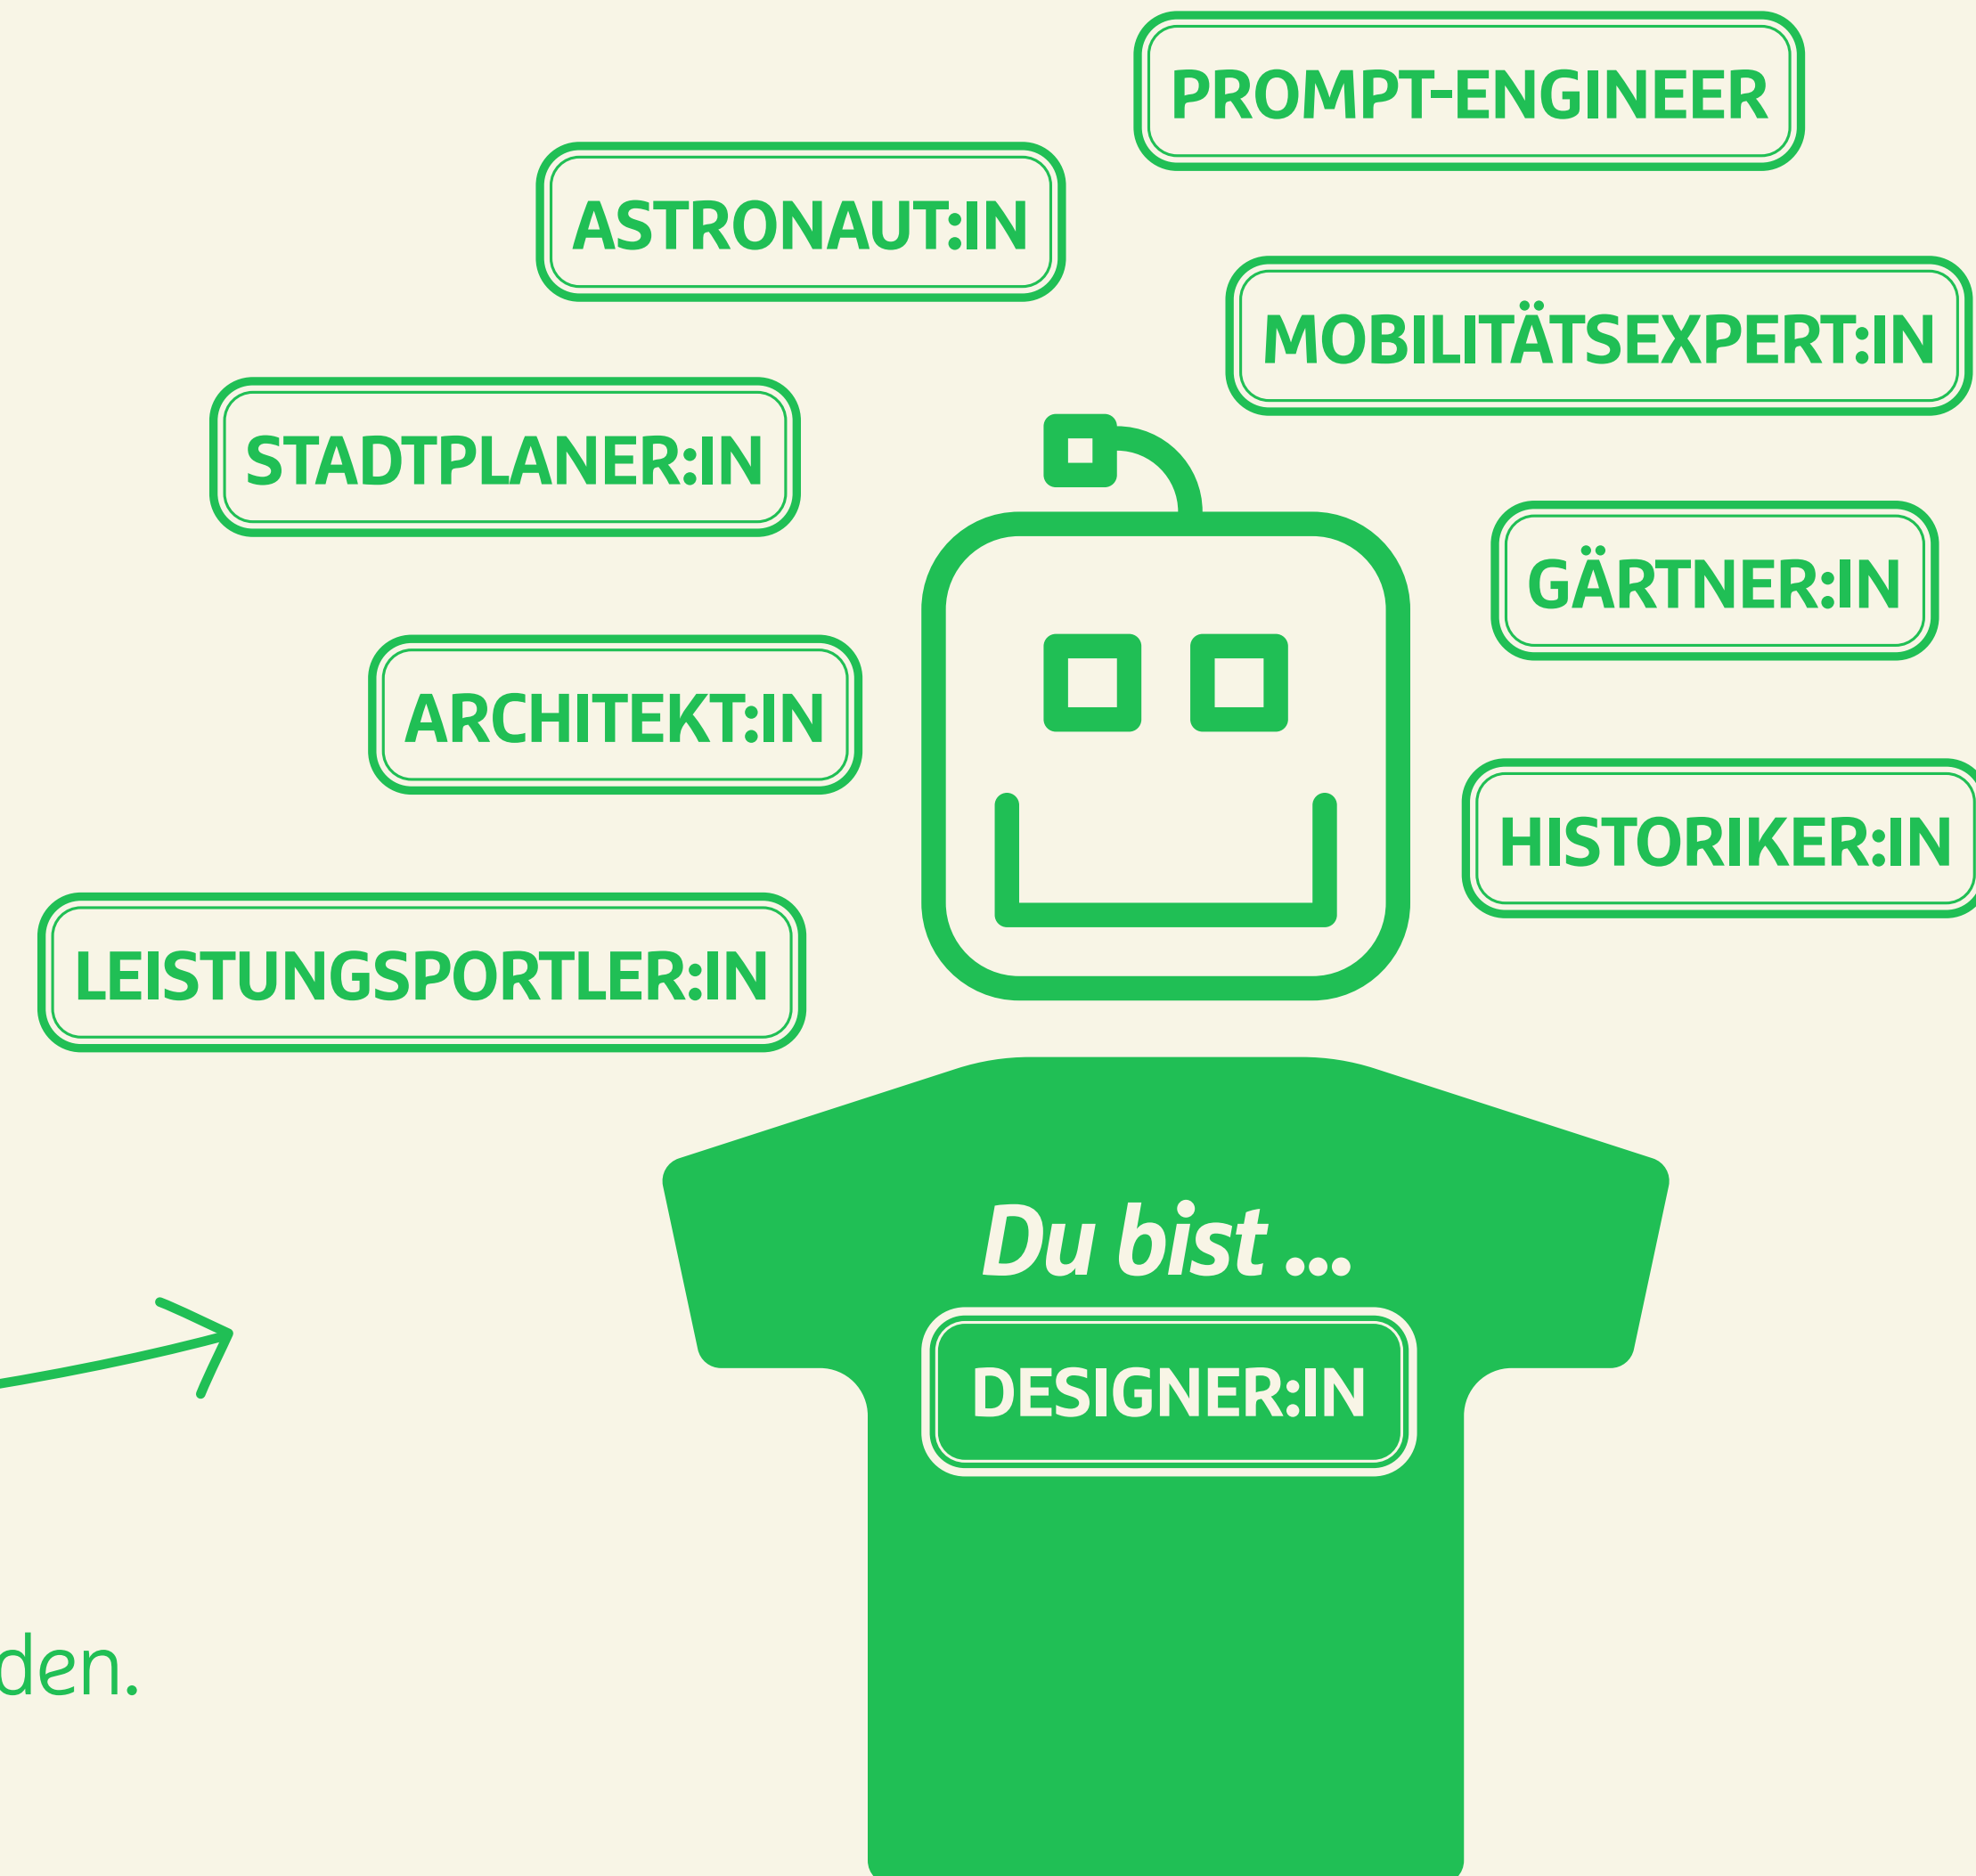 PROMPT-ENGINEER
ASTRONAUT:IN
MOBILITÄTSEXPERT:IN
STADTPLANER:IN
GÄRTNER:IN
ARCHITEKT:IN
HISTORIKER:IN
LEISTUNGSPORTLER:IN
Du bist ...
DESIGNER:IN
den.